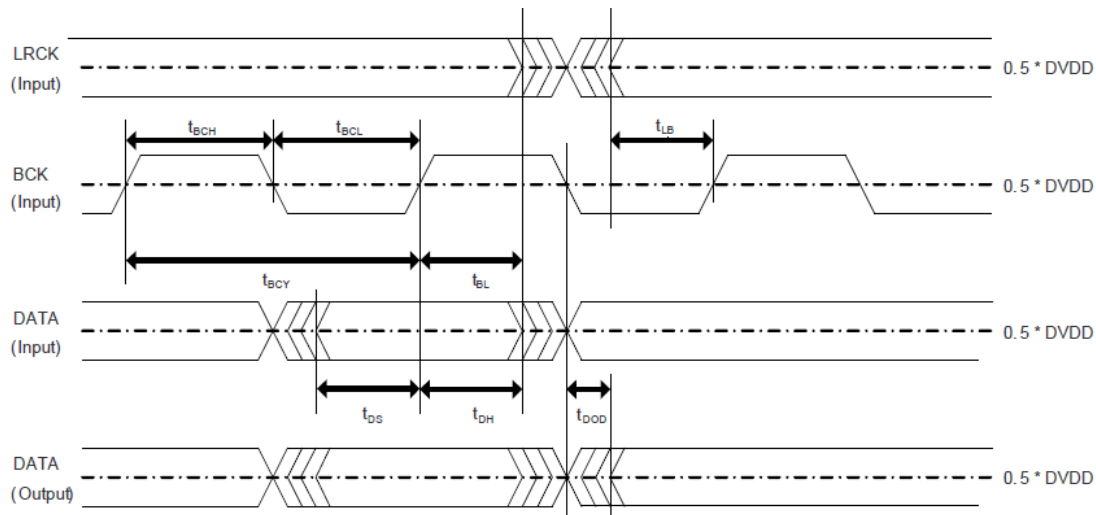 LRCK
(Input)
0.5 * DVDD
tBCH
tBCL
tLB
BCK
(Input)
0.5 * DVDD
tBCY
tBL
DATA
(Input)
0.5 * DVDD
tDS
tDH
tDOD
DATA
(Output)
0.5 * DVDD